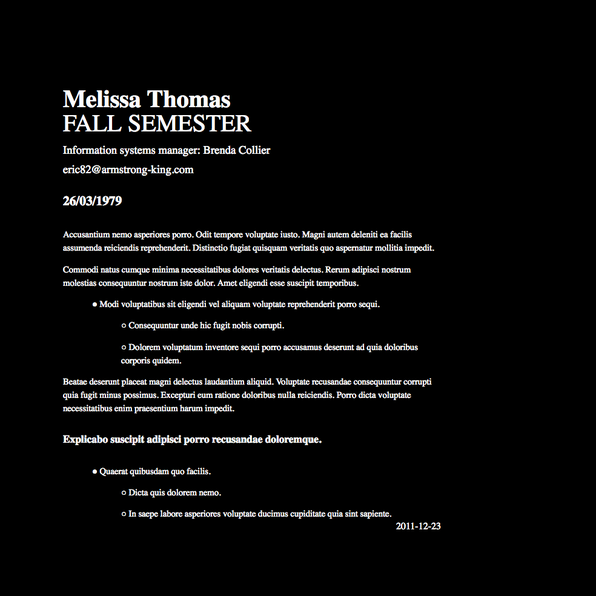 Melissa Thomas
FALL SEMESTER
Information systems manager: Brenda Collier
eric82@armstrong-king.com
26/03/1979
Accusantium nemo asperiores porro. Odit tempore voluptate iusto. Magni autem deleniti ea facilis
assumenda reiciendis reprehenderit. Distinctio fugiat quisquam veritatis quo aspernatur mollitia impedit.
Commodi natus cumque minima necessitatibus dolores veritatis delectus. Rerum adipisci nostrum
molestias consequuntur nostrum iste dolor. Amet eligendi esse suscipit temporibus.
● Modi voluptatibus sit eligendi vel aliquam voluptate reprehenderit porro sequi.
○ Consequuntur unde hic fugit nobis corrupti.
○ Dolorem voluptatum inventore sequi porro accusamus deserunt ad quia doloribus
corporis quidem.
Beatae deserunt placeat magni delectus laudantium aliquid. Voluptate recusandae consequuntur corrupti
quia fugit minus possimus. Excepturi eum ratione doloribus nulla reiciendis. Porro dicta voluptate
necessitatibus enim praesentium harum impedit.
Explicabo suscipit adipisci porro recusandae doloremque.
● Quaerat quibusdam quo facilis.
○ Dicta quis dolorem nemo.
○ In saepe labore asperiores voluptate ducimus cupiditate quia sint sapiente.
2011-12-23